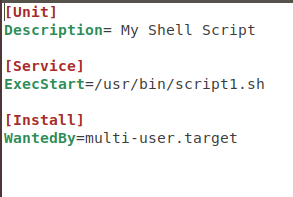 [Unit]
Description= My Shell Script
[Service]
ExecStart=/usr/bin/script1.sh
[Install]
WantedBy=multi-user.target